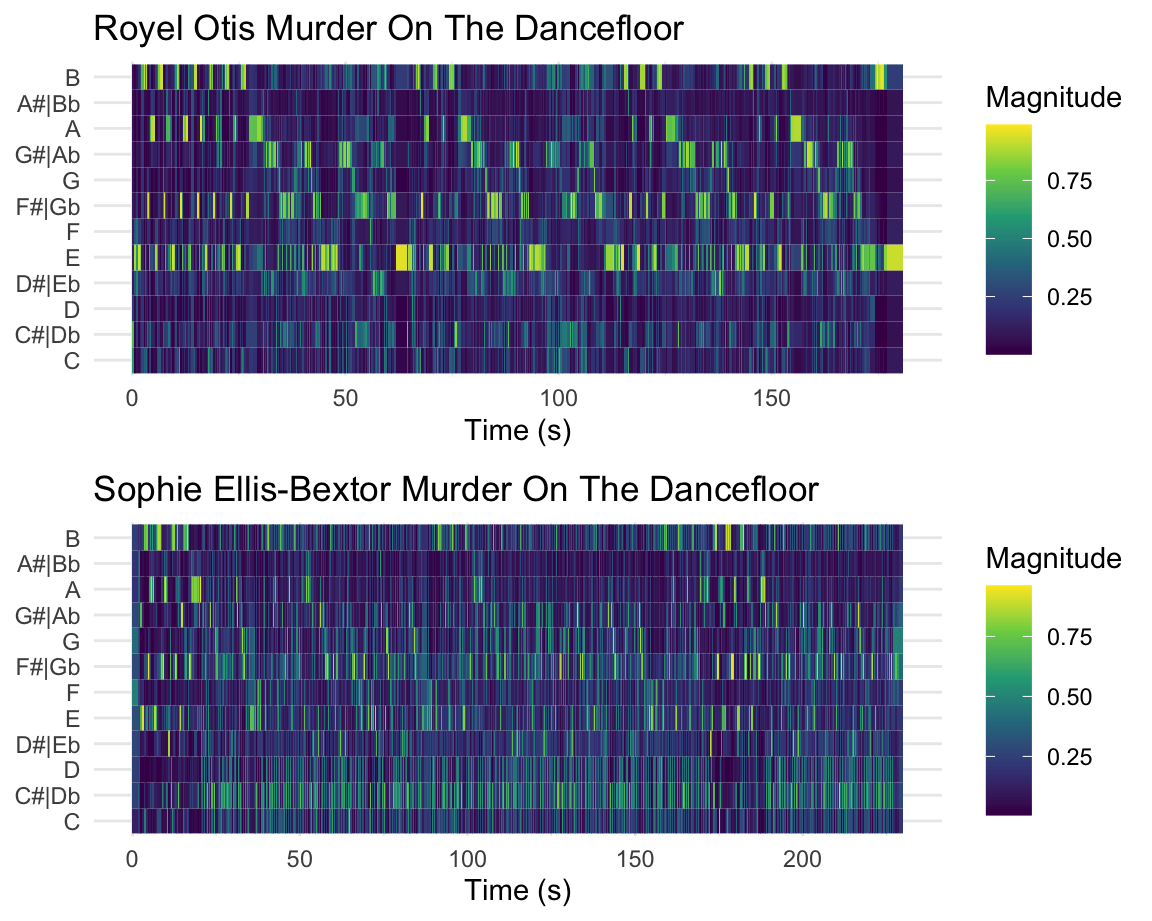 Royel Otis Murder On The Dancefloor
B
A#|Bb
A
G#|Ab
G
F#|Gb
F
E
D#|Eb
D
C#|Db
C
0 50 100 150
Time (s)
Magnitude
0.75
0.50
0.25
Sophie Ellis-Bextor Murder On The Dancefloor
B
A#|Bb
A
G#|Ab
G
F#|Gb
F
E
D#|Eb
D
C#|Db
C
0 50 100 150 200
Time (s)
Magnitude
0.75
0.50
0.25